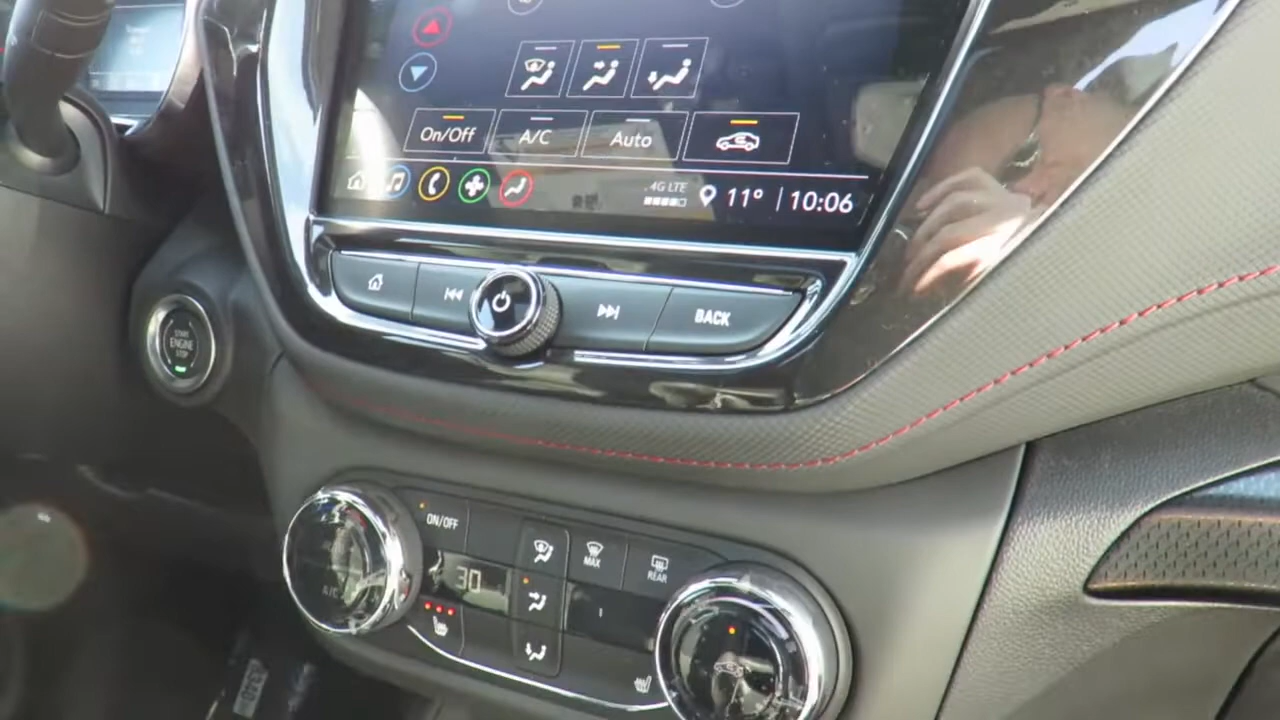 On/Off
A/C
Auto
4G LTE
11°
10:06
BACK
START
ENGINE
STOP
ON/OFF
MAX
REAR
30
A/C